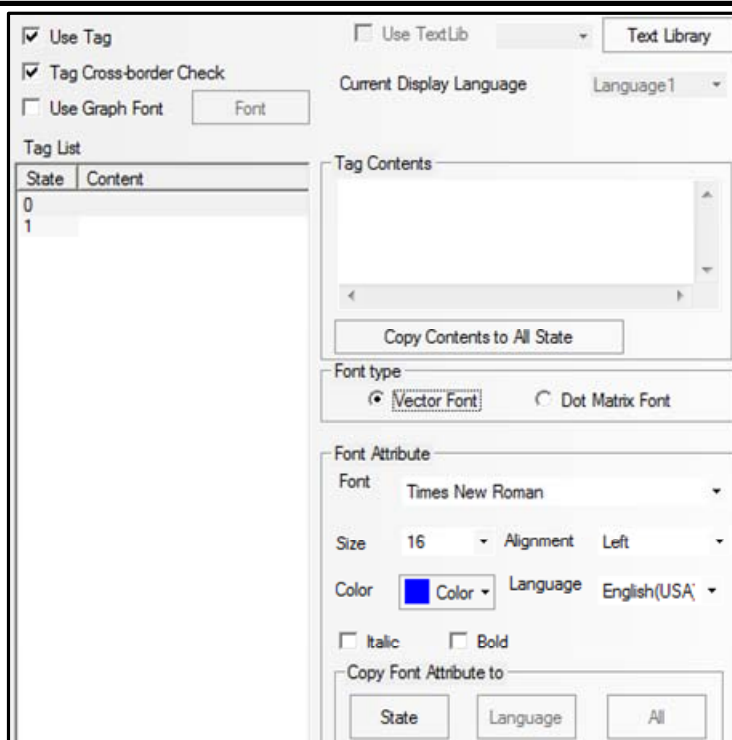 Use Tag
Use TextLib
Text Library
Tag Cross-border Check
Current Display Language
Language1
Use Graph Font
Font
Tag List
State Content
0
1
Tag Contents
Copy Contents to All State
Font type
Vector Font
Dot Matrix Font
Font Attribute
Font
Times New Roman
Size
16
Alignment
Left
Color
Color
Language
English(USA)
Italic
Bold
Copy Font Attribute to
State
Language
All